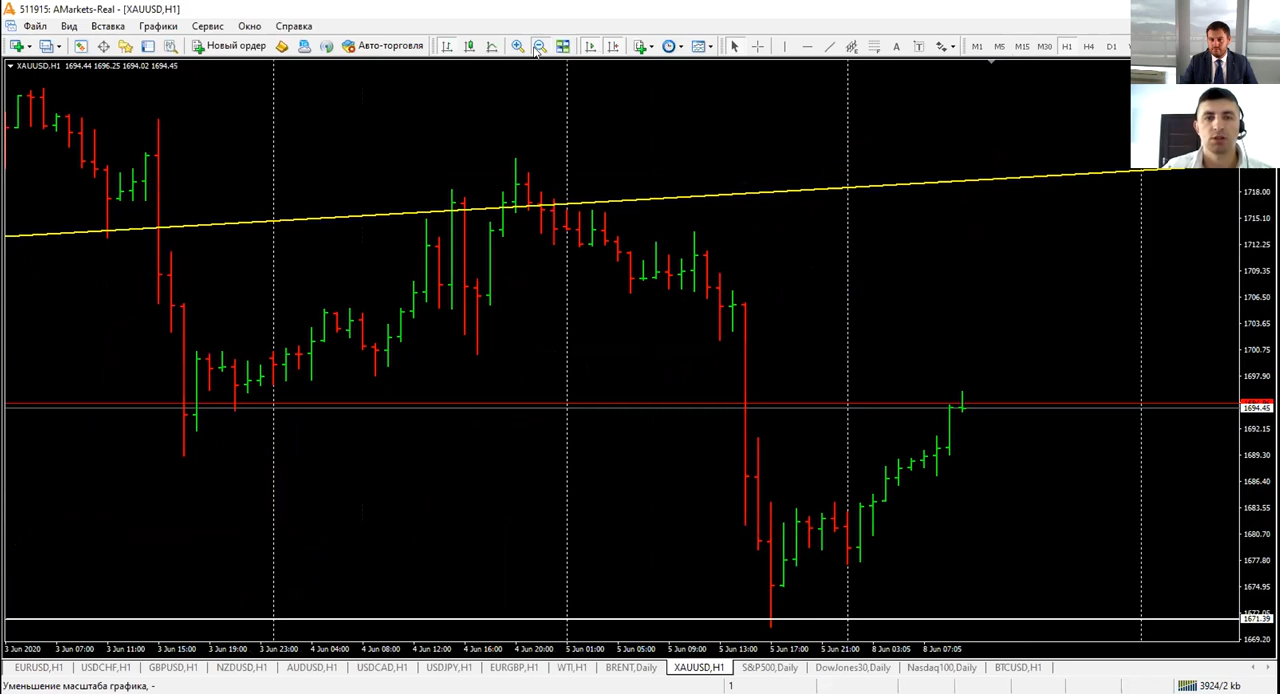 511915: AMarkets-Real - [XAUUSD,H1]
Файл Вид Вставка Графики Сервис Окно Справка
Новый ордер Авто-торговля A T M1 M5 M15 M30 H1 H4 D1
XAUUSD,H1 1694.44 1696.25 1694.02 1694.45
1718.00
1715.10
1712.25
1709.35
1706.50
1703.65
1700.75
1697.90
1694.45
1692.15
1689.30
1686.40
1683.55
1680.70
1677.80
1674.95
1672.05
1671.39
1669.20
3 Jun 2020 3 Jun 07:00 3 Jun 11:00 3 Jun 15:00 3 Jun 19:00 3 Jun 23:00 4 Jun 04:00 4 Jun 08:00 4 Jun 12:00 4 Jun 16:00 4 Jun 20:00 5 Jun 01:00 5 Jun 05:00 5 Jun 09:00 5 Jun 13:00 5 Jun 17:00 5 Jun 21:00 8 Jun 03:05 8 Jun 07:05
EURUSD,H1 USDCHF,H1 GBPUSD,H1 NZDUSD,H1 AUDUSD,H1 USDCAD,H1 USDJPY,H1 EURGBP,H1 WTI,H1 BRENT,Daily XAUUSD,H1 S&P500,Daily DowJones30,Daily Nasdaq100,Daily BTCUSD,H1
Уменьшение масштаба графика, - 1 3924/2 kb